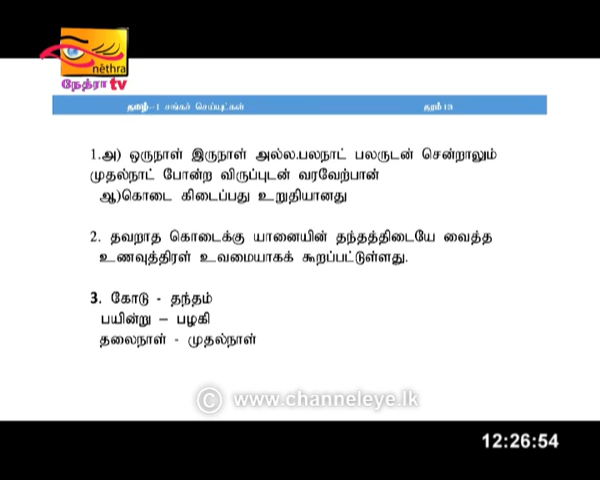 nēthra
நேத்ரா tv
தமிழ்-1 சங்கச் செய்யுட்கள் தரம் 13
1.அ) ஒருநாள் இருநாள் அல்ல.பலநாட் பலருடன் சென்றாலும்
முதல்நாட் போன்ற விருப்புடன் வரவேற்பான்
ஆ)கொடை கிடைப்பது உறுதியானது
2. தவறாத கொடைக்கு யானையின் தந்தத்திடையே வைத்த
உணவுத்திரள் உவமையாகக் கூறப்பட்டுள்ளது.
3. கோடு - தந்தம்
பயின்று – பழகி
தலைநாள் - முதல்நாள்
© www.channeleye.lk
12:26:54